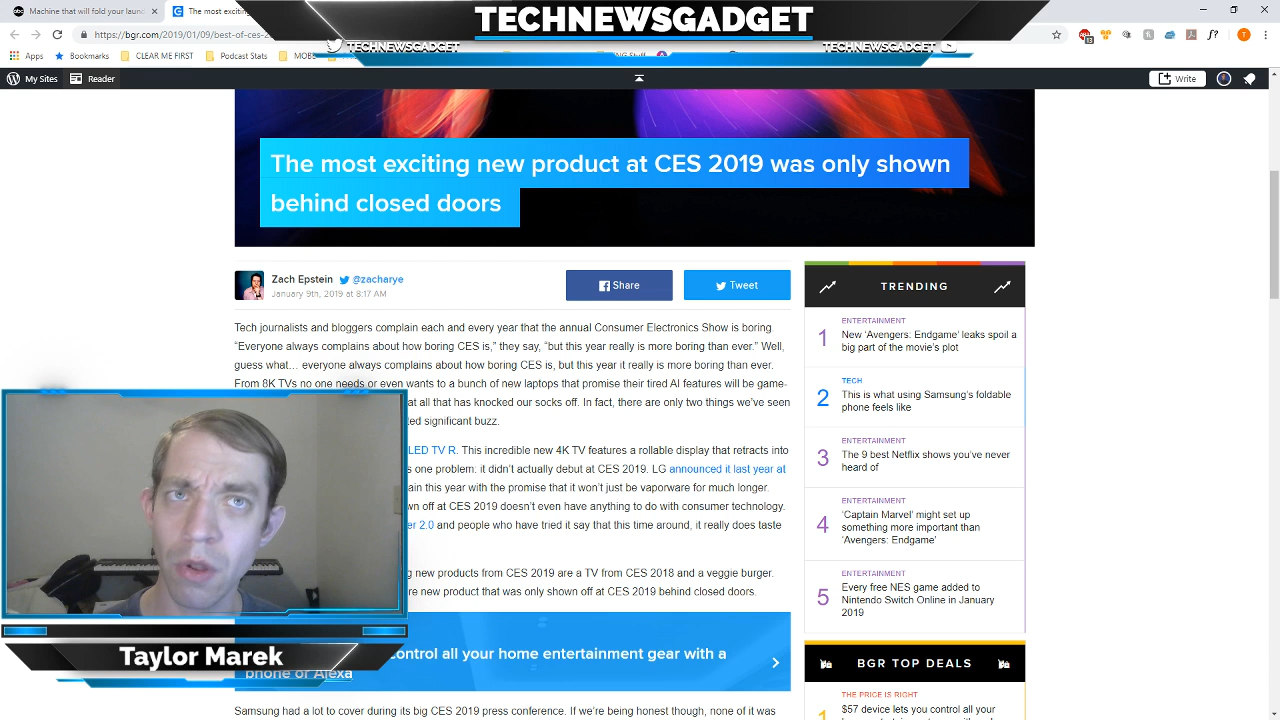 Machine that will fold your laun
The most exciting
TECHNEWSGADGET
https://bgr.com/2019/01/09/best-of-ces-
TECHNEWSGADGET
TECHNEWSGADGET
Apps
Bookmarks
CLEAR ME FIRST
Podcast Stats
My Sites
Reader
Write
The most exciting new product at CES 2019 was only shown
behind closed doors
Zach Epstein @zacharye
January 9th, 2019 at 8:17 AM
Share
Tweet
Tech journalists and bloggers complain each and every year that the annual Consumer Electronics Show is boring.
“Everyone always complains about how boring CES is,” they say, “but this year really is more boring than ever.” Well,
guess what… everyone always complains about how boring CES is, but this year it really is more boring than ever.
From 8K TVs no one needs or even wants to a bunch of new laptops that promise their tired AI features will be game-
at all that has knocked our socks off. In fact, there are only two things we’ve seen
ted significant buzz.
LED TV R. This incredible new 4K TV features a rollable display that retracts into
s one problem: it didn’t actually debut at CES 2019. LG announced it last year at
ain this year with the promise that it won’t just be vaporware for much longer.
wn off at CES 2019 doesn’t even have anything to do with consumer technology.
er 2.0 and people who have tried it say that this time around, it really does taste
g new products from CES 2019 are a TV from CES 2018 and a veggie burger.
re new product that was only shown off at CES 2019 behind closed doors.
control all your home entertainment gear with a
phone or Alexa
Samsung had a lot to cover during its big CES 2019 press conference. If we’re being honest though, none of it was
TRENDING
1
ENTERTAINMENT
New ‘Avengers: Endgame’ leaks spoil a
big part of the movie’s plot
2
TECH
This is what using Samsung’s foldable
phone feels like
3
ENTERTAINMENT
The 9 best Netflix shows you’ve never
heard of
4
ENTERTAINMENT
‘Captain Marvel’ might set up
something more important than
‘Avengers: Endgame’
5
ENTERTAINMENT
Every free NES game added to
Nintendo Switch Online in January
2019
BGR TOP DEALS
THE PRICE IS RIGHT
$57 device lets you control all your
Taylor Marek